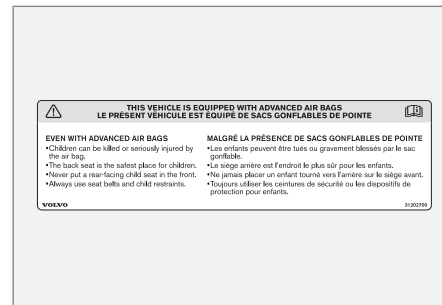 THIS VEHICLE IS EQUIPPED WITH ADVANCED AIR BAGS
LE PRÉSENT VÉHICULE EST ÉQUIPÉ DE SACS GONFLABLES DE POINTE
EVEN WITH ADVANCED AIR BAGS
•Children can be killed or seriously injured by
the air bag.
•The back seat is the safest place for children.
•Never put a rear-facing child seat in the front.
•Always use seat belts and child restraints.
VOLVO
MALGRÉ LA PRÉSENCE DE SACS GONFLABLES DE POINTE
•Les enfants peuvent être tués ou gravement blessés par le sac
gonflable.
•Le siège arrière est l'endroit le plus sûr pour les enfants.
•Ne jamais placer un enfant tourné vers l'arrière sur le siège avant.
•Toujours utiliser les ceintures de sécurité ou les dispositifs de
protection pour enfants.
31202793